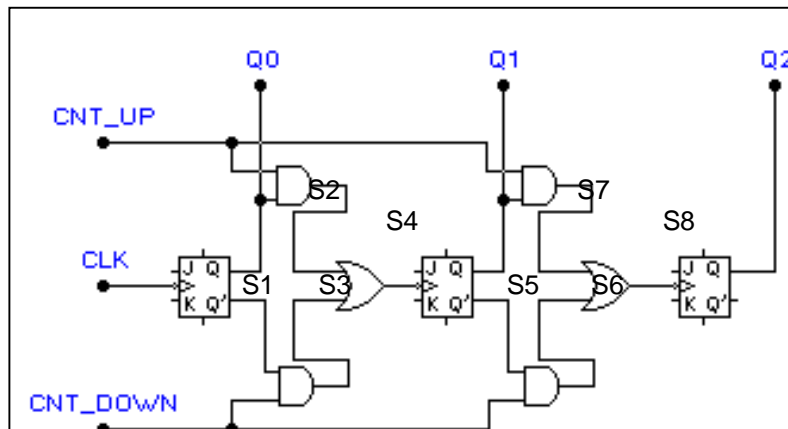 Q0 Q1 Q2
CNT_UP
S2 S7
S4 S8
CLK
J Q J Q J Q
S1 S3 S5 S6
K Q' K Q' K Q'
CNT_DOWN